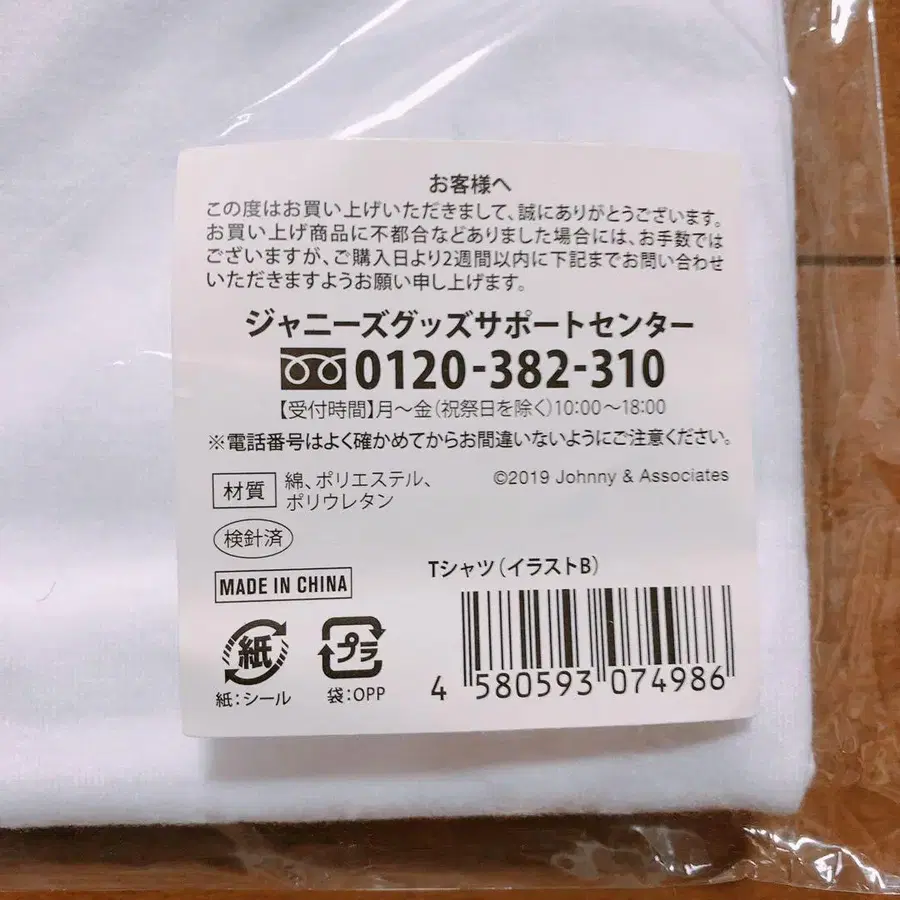 お客様へ
この度はお買い上げいただきまして、誠にありがとうございます。
お買い上げ商品に不都合などありました場合には、お手数では
ございますが、ご購入日より2週間以内に下記までお問い合わせ
いただきますようお願い申し上げます。
ジャニーズグッズサポートセンター
0120-382-310
【受付時間】月〜金（祝祭日を除く）10:00〜18:00
※電話番号はよく確かめてからお間違いないようにご注意ください。
材質 綿、ポリエステル、
ポリウレタン
©2019 Johnny & Associates
検針済
MADE IN CHINA
Tシャツ（イラストB）
紙
プラ
紙：シール
袋：OPP
4 580593 074986